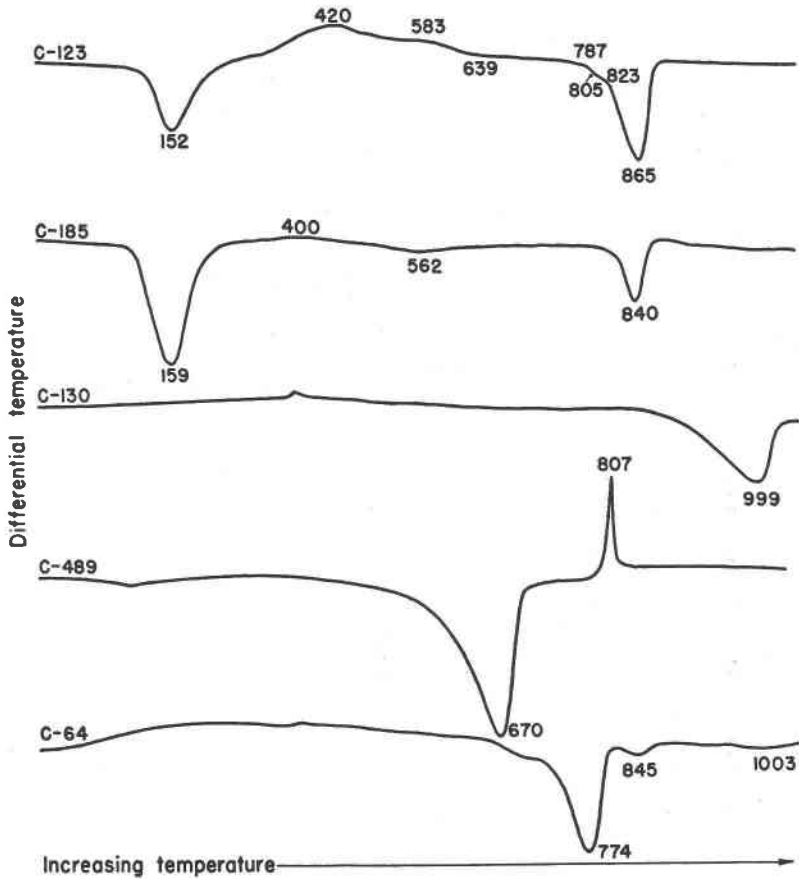 420
583
C-123
639
787
805
823
152
865
C-185
400
562
840
159
C-130
807
999
C-489
670
C-64
845
1003
774
Differential temperature
Increasing temperature